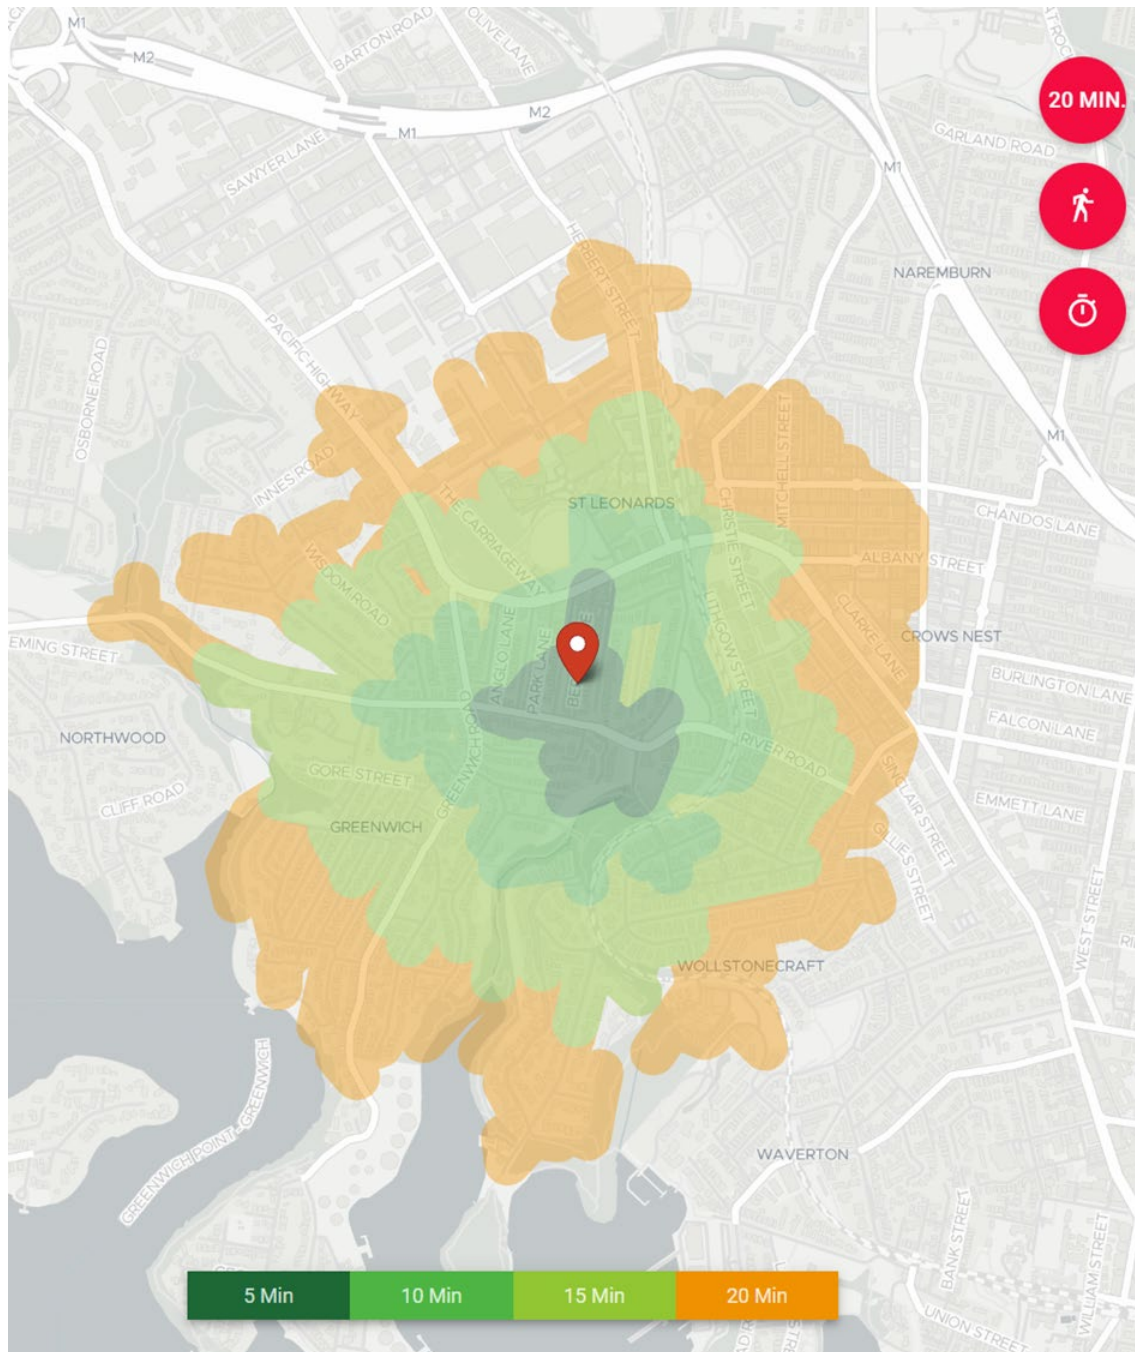 M1
M2
BARTON ROAD
OLIVE LANE
M2
M1
20 MIN.
GARLAND ROAD
SAWYER LANE
M1
HERBERT STREET
NAREMBURN
PACIFIC HIGHWAY
OSBORNE ROAD
M1
INNES ROAD
MITCHELL STREET
THE CARRIAGEWAY
ST LEONARDS
CHRISTIE STREET
CHANDOS LANE
WISDOM ROAD
ALBANY STREET
LITHGOW STREET
CLARKE LANE
CROWS NEST
EMING STREET
ANGLO LANE
PARK LANE
BURLINGTON LANE
FALCON LANE
NORTHWOOD
GREENWICH ROAD
RIVER ROAD
GORE STREET
CLIFF ROAD
SINCLAIR STREET
EMMETT LANE
GREENWICH
GILLIES STREET
WEST STREET
WOLLSTONECRAFT
GREENWICH POINT - GREENWICH
WAVERTON
BANK STREET
WILLIAM STREET
UNION STREET
5 Min
10 Min
15 Min
20 Min